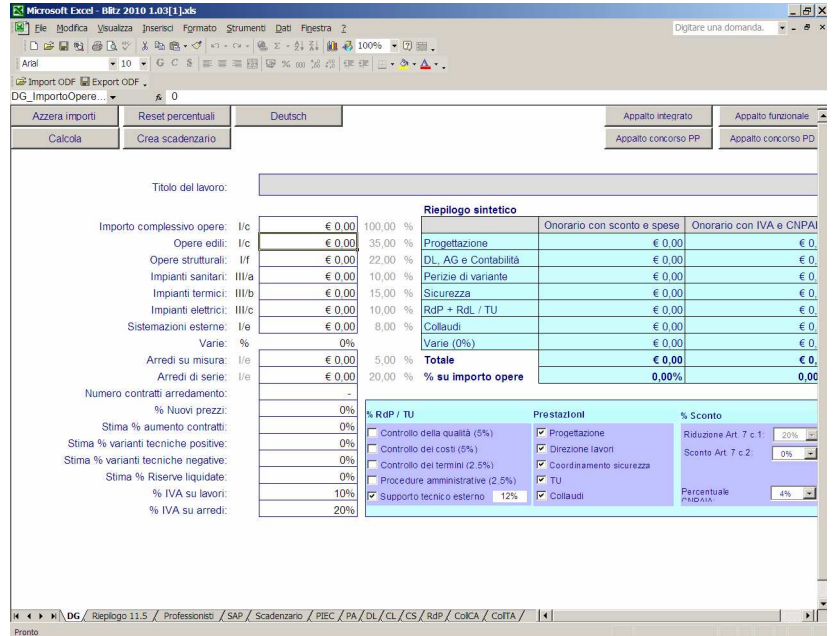 Microsoft Excel - Blitz 2010 1.03[1].xls
File Modifica Visualizza Inserisci Formato Strumenti Dati Finestra ? Digitare una domanda.
100%
Arial 10 G C S
Import ODF Export ODF
DG_ImportoOpere... fx 0
Azzera importi Reset percentuali Deutsch Appalto integrato Appalto funzionale
Calcola Crea scadenzario Appalto concorso PP Appalto concorso PD
Titolo del lavoro:
Riepilogo sintetico
Importo complessivo opere: I/c € 0,00 100,00 % Onorario con sconto e spese Onorario con IVA e CNPAI
Opere edili: I/c € 0,00 35,00 % Progettazione € 0,00 € 0,
Opere strutturali: I/f € 0,00 22,00 % DL, AG e Contabilità € 0,00 € 0,
Impianti sanitari: III/a € 0,00 10,00 % Perizie di variante € 0,00 € 0,
Impianti termici: III/b € 0,00 15,00 % Sicurezza € 0,00 € 0,
Impianti elettrici: III/c € 0,00 10,00 % RdP + RdL / TU € 0,00 € 0,
Sistemazioni esterne: I/e € 0,00 8,00 % Collaudi € 0,00 € 0,
Varie: % 0% Varie (0%) € 0,00 € 0,
Arredi su misura: I/e € 0,00 5,00 % Totale € 0,00 € 0,
Arredi di serie: I/e € 0,00 20,00 % % su importo opere 0,00% 0,00
Numero contratti arredamento: -
% Nuovi prezzi: 0% % RdP / TU Prestazioni % Sconto
Stima % aumento contratti: 0% Controllo della qualità (5%) Progettazione Riduzione Art. 7 c.1: 20%
Stima % varianti tecniche positive: 0% Controllo dei costi (5%) Direzione lavori Sconto Art. 7 c.2: 0%
Stima % varianti tecniche negative: 0% Controllo dei termini (2.5%) Coordinamento sicurezza
Stima % Riserve liquidate: 0% Procedure amministrative (2,5%) TU
% IVA su lavori: 10% Supporto tecnico esterno 12% Collaudi Percentuale CNPAIA: 4%
% IVA su arredi: 20%
DG Riepilogo 11.5 Professionisti SAP Scadenzario PIEC PA DL CL CS RdP ColCA ColTA
Pronto